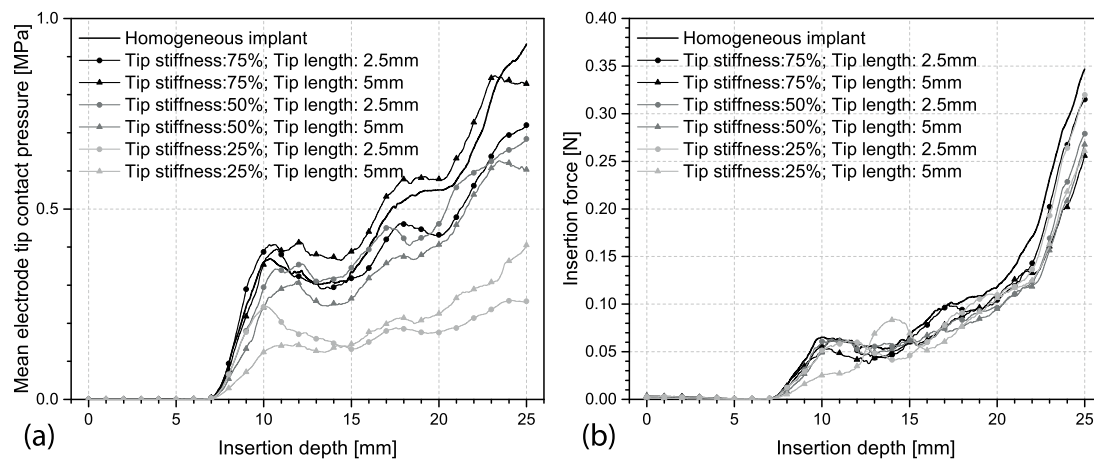 Mean electrode tip contact pressure [MPa]
1.0
0.5
0.0
Homogeneous implant
Tip stiffness:75%; Tip length: 2.5mm
Tip stiffness:75%; Tip length: 5mm
Tip stiffness:50%; Tip length: 2.5mm
Tip stiffness:50%; Tip length: 5mm
Tip stiffness:25%; Tip length: 2.5mm
Tip stiffness:25%; Tip length: 5mm
0 5 10 15 20 25
(a)
Insertion depth [mm]
Insertion force [N]
0.40
0.35
0.30
0.25
0.20
0.15
0.10
0.05
0.00
Homogeneous implant
Tip stiffness:75%; Tip length: 2.5mm
Tip stiffness:75%; Tip length: 5mm
Tip stiffness:50%; Tip length: 2.5mm
Tip stiffness:50%; Tip length: 5mm
Tip stiffness:25%; Tip length: 2.5mm
Tip stiffness:25%; Tip length: 5mm
0 5 10 15 20 25
(b)
Insertion depth [mm]